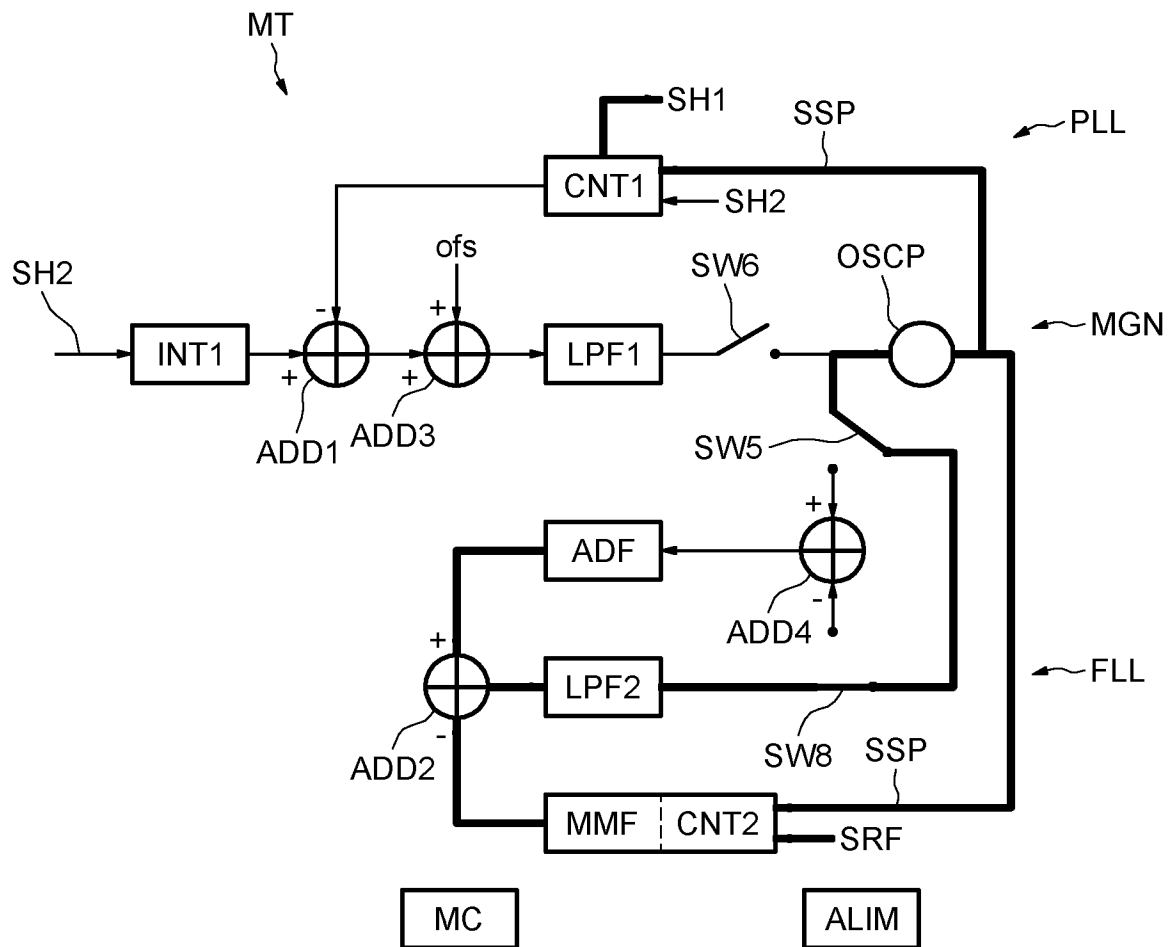 MT
SH1
SSP
PLL
CNT1
SH2
ofs
SH2
SW6
OSCP
MGN
-
+
INT1
LPF1
+
+
ADD1
ADD3
SW5
+
ADF
-
ADD4
+
LPF2
FLL
-
ADD2
SW8
SSP
MMF
CNT2
SRF
MC
ALIM